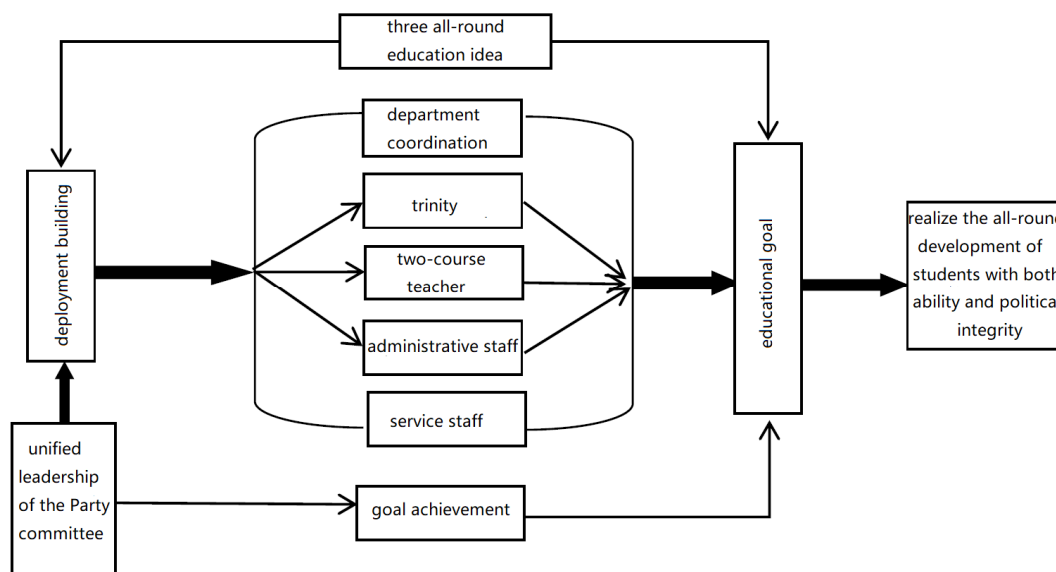 three all-round
education idea
department
coordination
deployment building
trinity
two-course
teacher
administrative staff
service staff
educational goal
realize the all-round
development of
students with both
ability and politica
integrity
unified
leadership
of the Party
committee
goal achievement